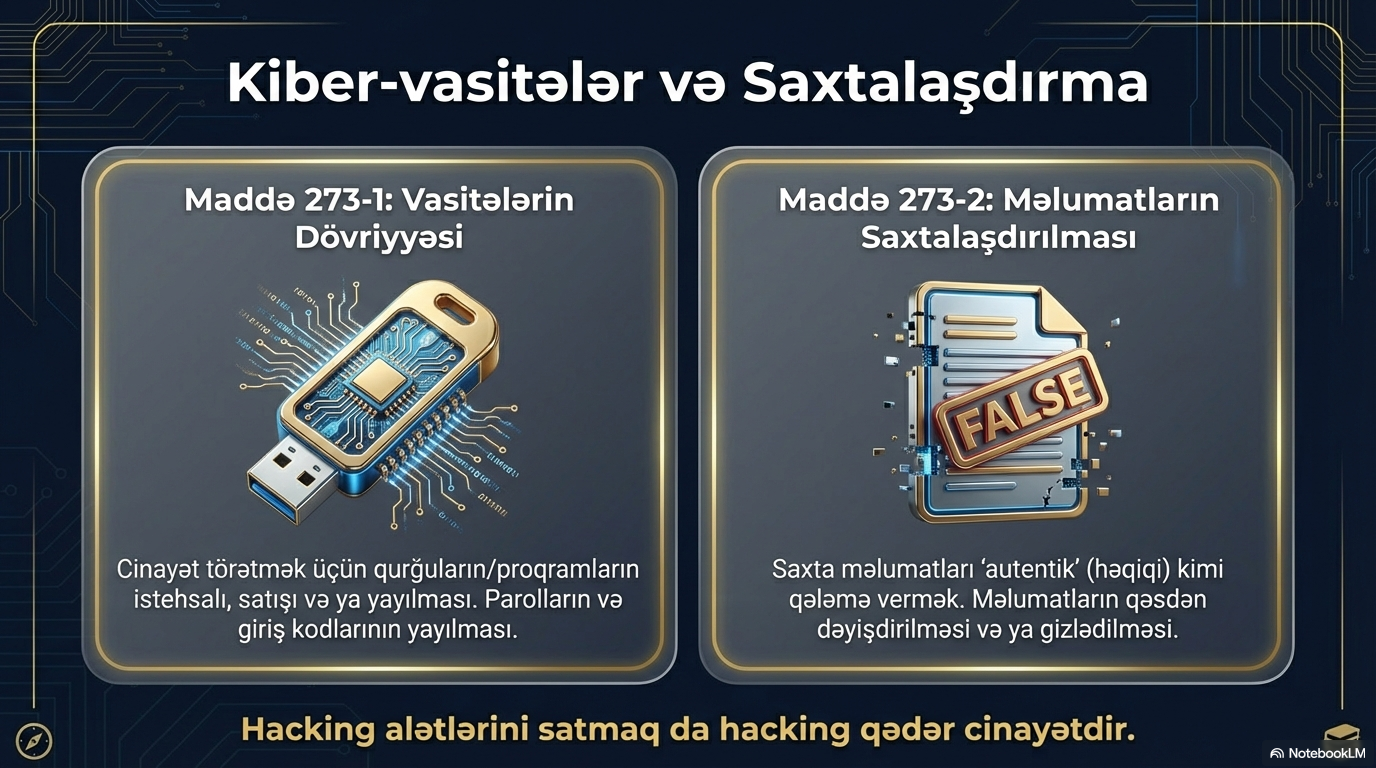 Kiber-vasitələr və Saxtalaşdırma
Maddə 273-1: Vasitələrin
Dövriyyəsi
Cinayət törətmək üçün qurğuların/proqramların
istehsalı, satışı və ya yayılması. Parolların və
giriş kodlarının yayılması.
Maddə 273-2: Məlumatların
Saxtalaşdırılması
FALSE
Saxta məlumatları ‘autentik’ (həqiqi) kimi
qələmə vermək. Məlumatların qəsdən
dəyişdirilməsi və ya gizlədilməsi.
Hacking alətlərini satmaq da hacking qədər cinayətdir.
NotebookLM